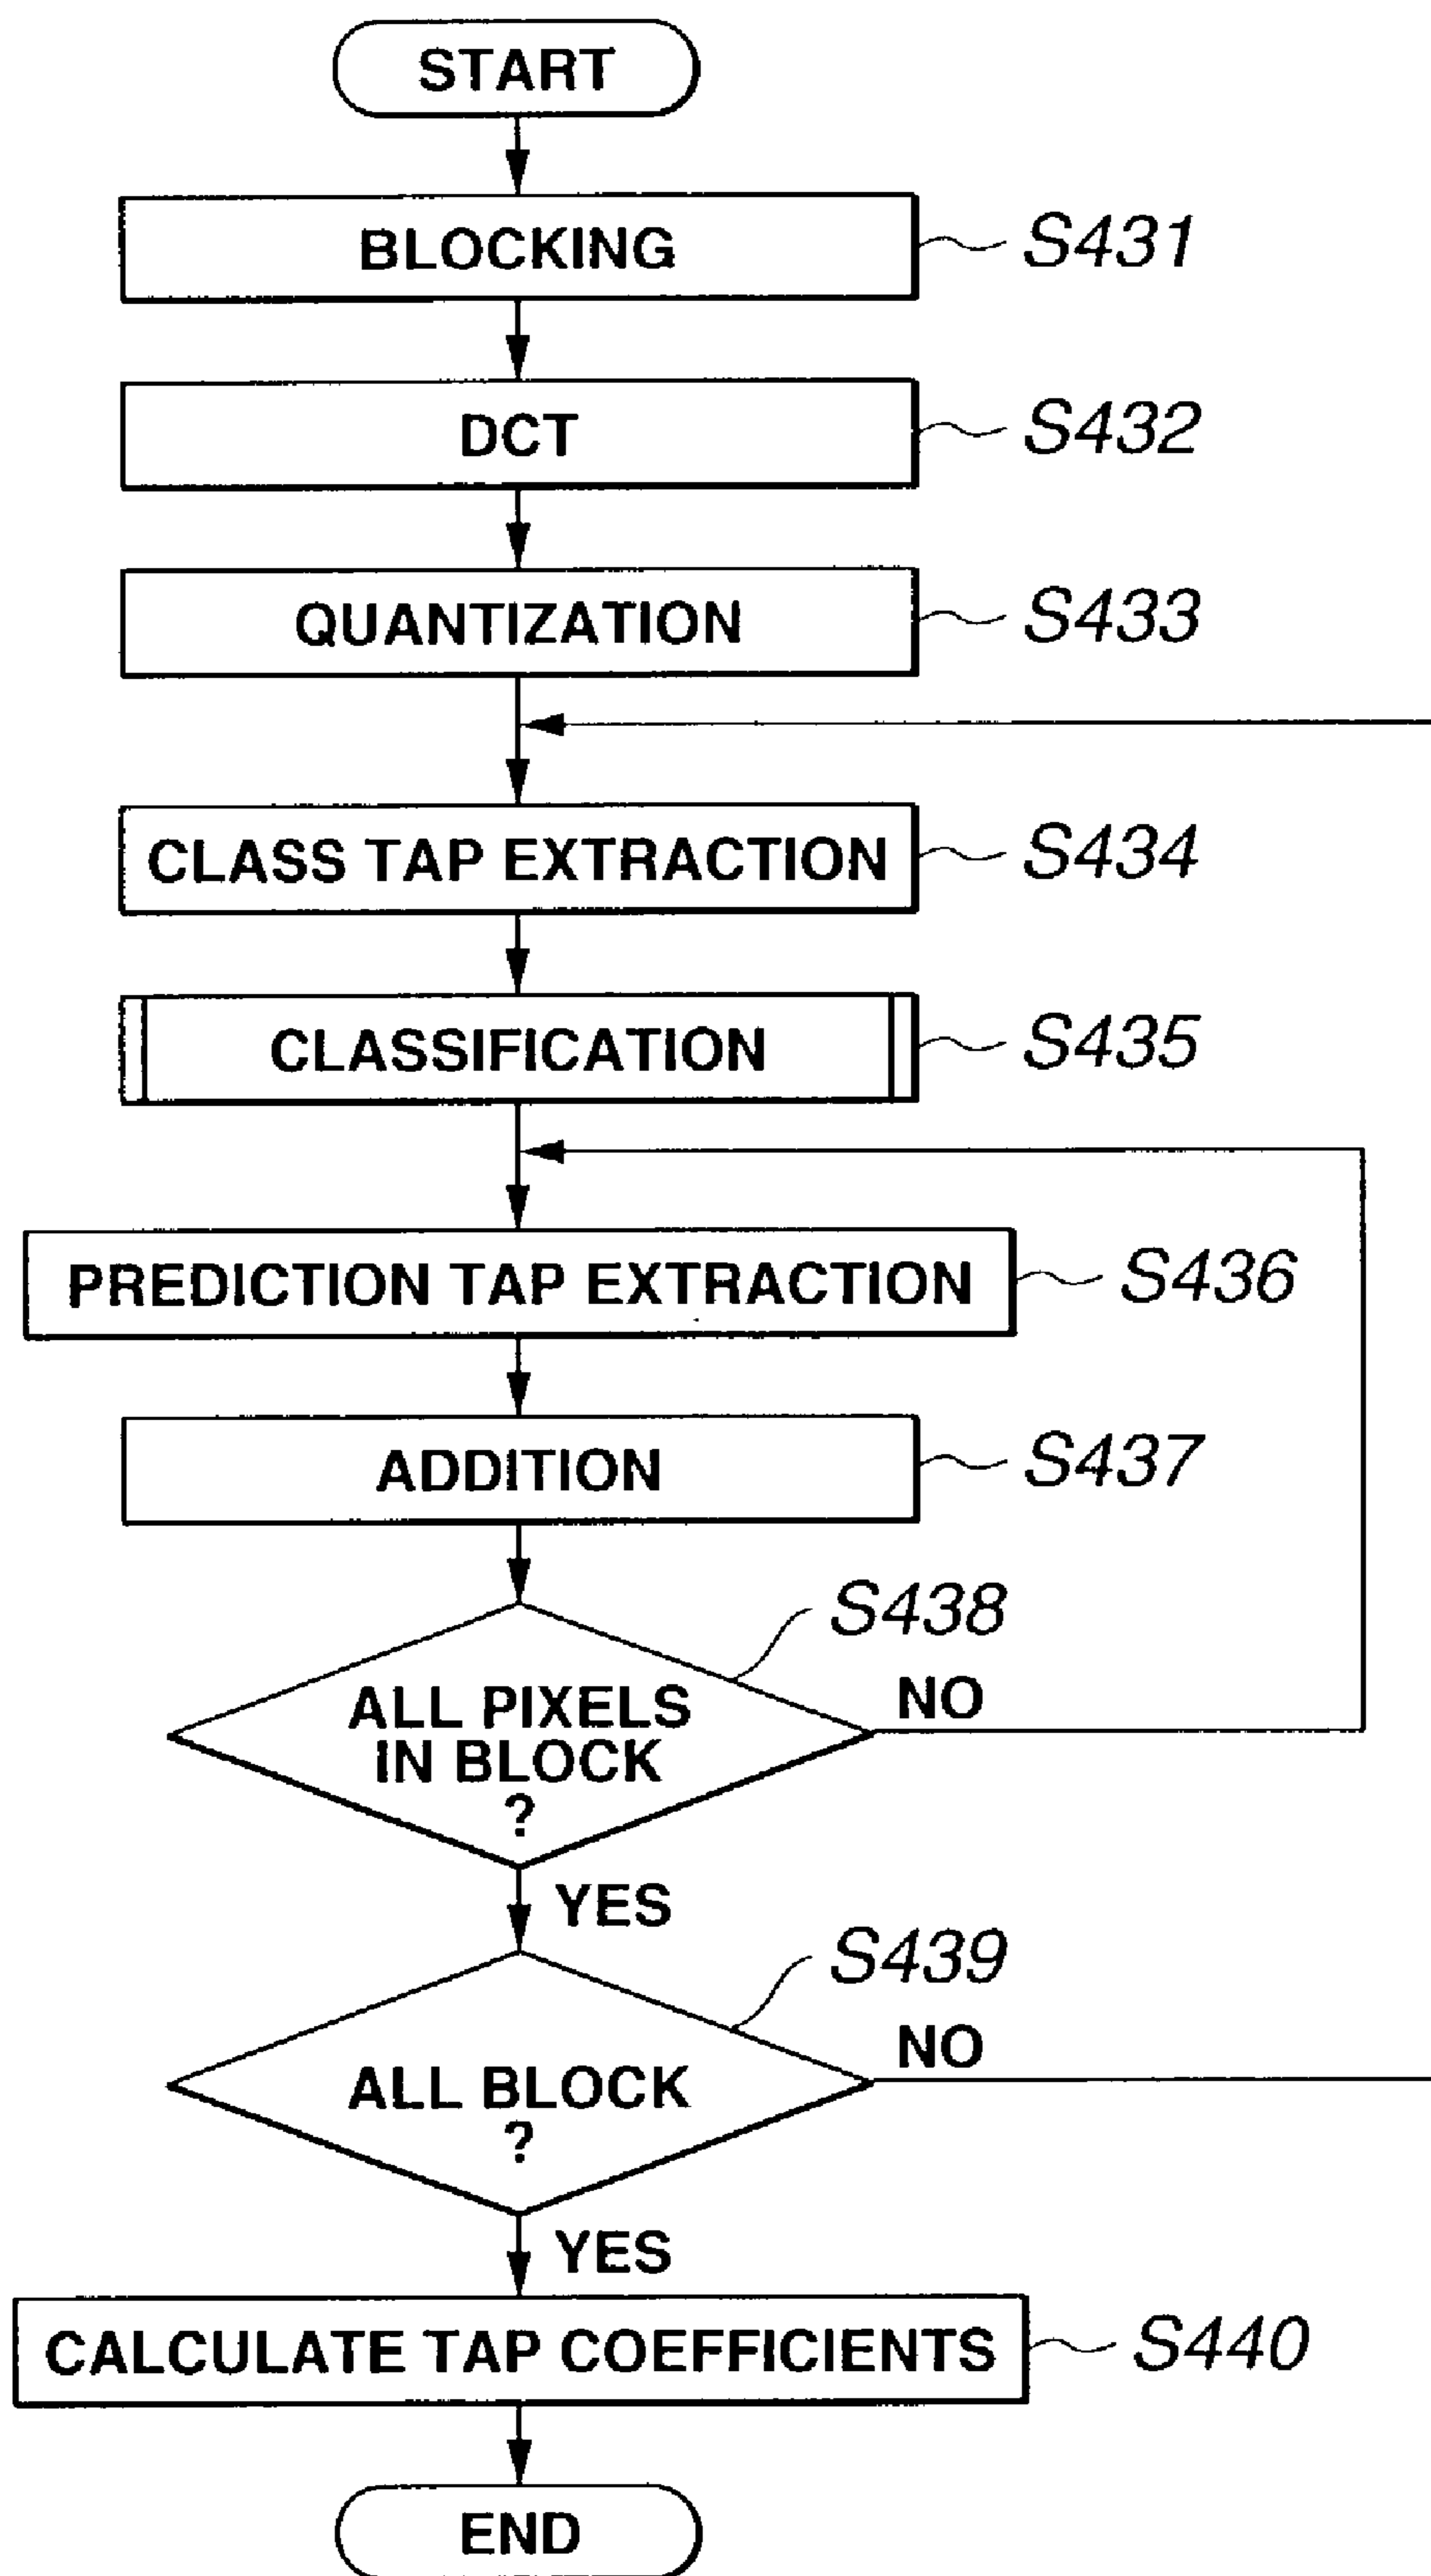 START
BLOCKING
S431
DCT
S432
QUANTIZATION
S433
CLASS TAP EXTRACTION
S434
CLASSIFICATION
S435
PREDICTION TAP EXTRACTION
S436
ADDITION
S437
S438
ALL PIXELS
IN BLOCK
?
NO
YES
S439
ALL BLOCK
?
NO
YES
CALCULATE TAP COEFFICIENTS
S440
END